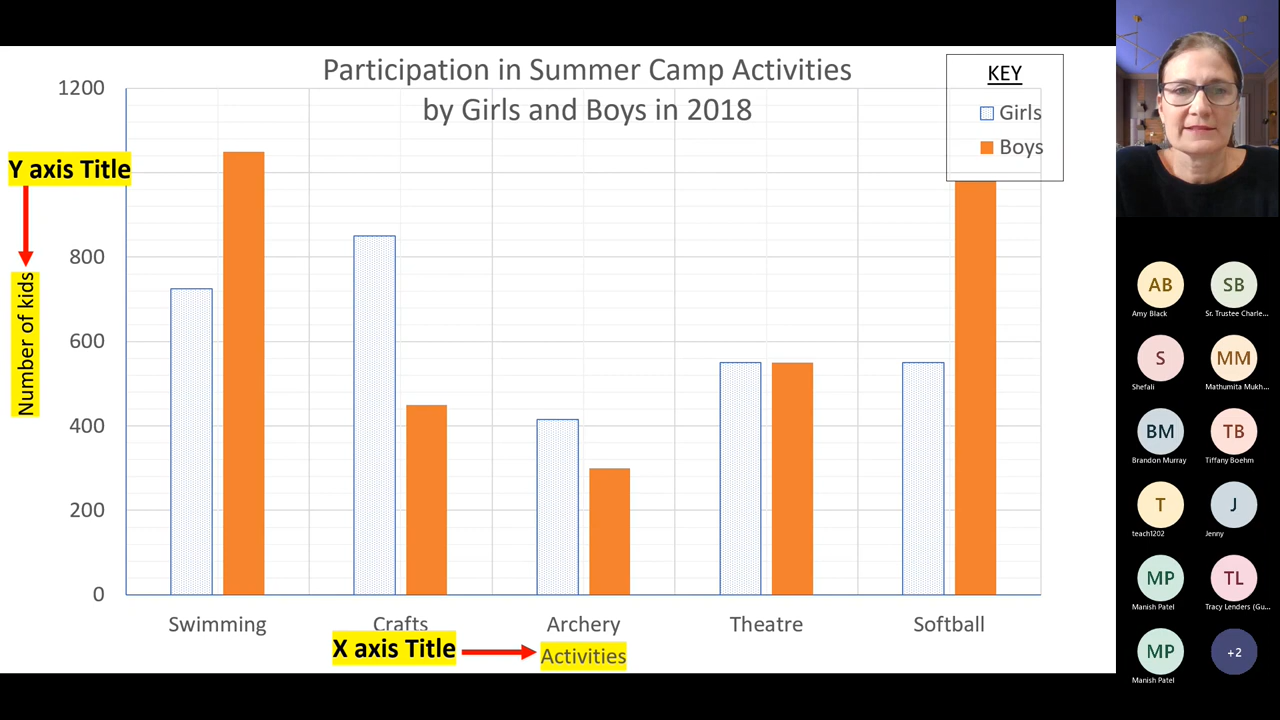 Participation in Summer Camp Activities
by Girls and Boys in 2018
KEY
Girls
Boys
1200
Y axis Title
800
Number of kids
600
400
200
0
Swimming
Crafts
Archery
Theatre
Softball
X axis Title
Activities
AB
SB
Amy Black
Sr. Trustee Charle...
S
MM
Shefali
Mathumita Mukh...
BM
TB
Brandon Murray
Tiffany Boehm
T
J
teach1202
Jenny
MP
TL
Manish Patel
Tracy Lenders (Gu...
MP
+2
Manish Patel